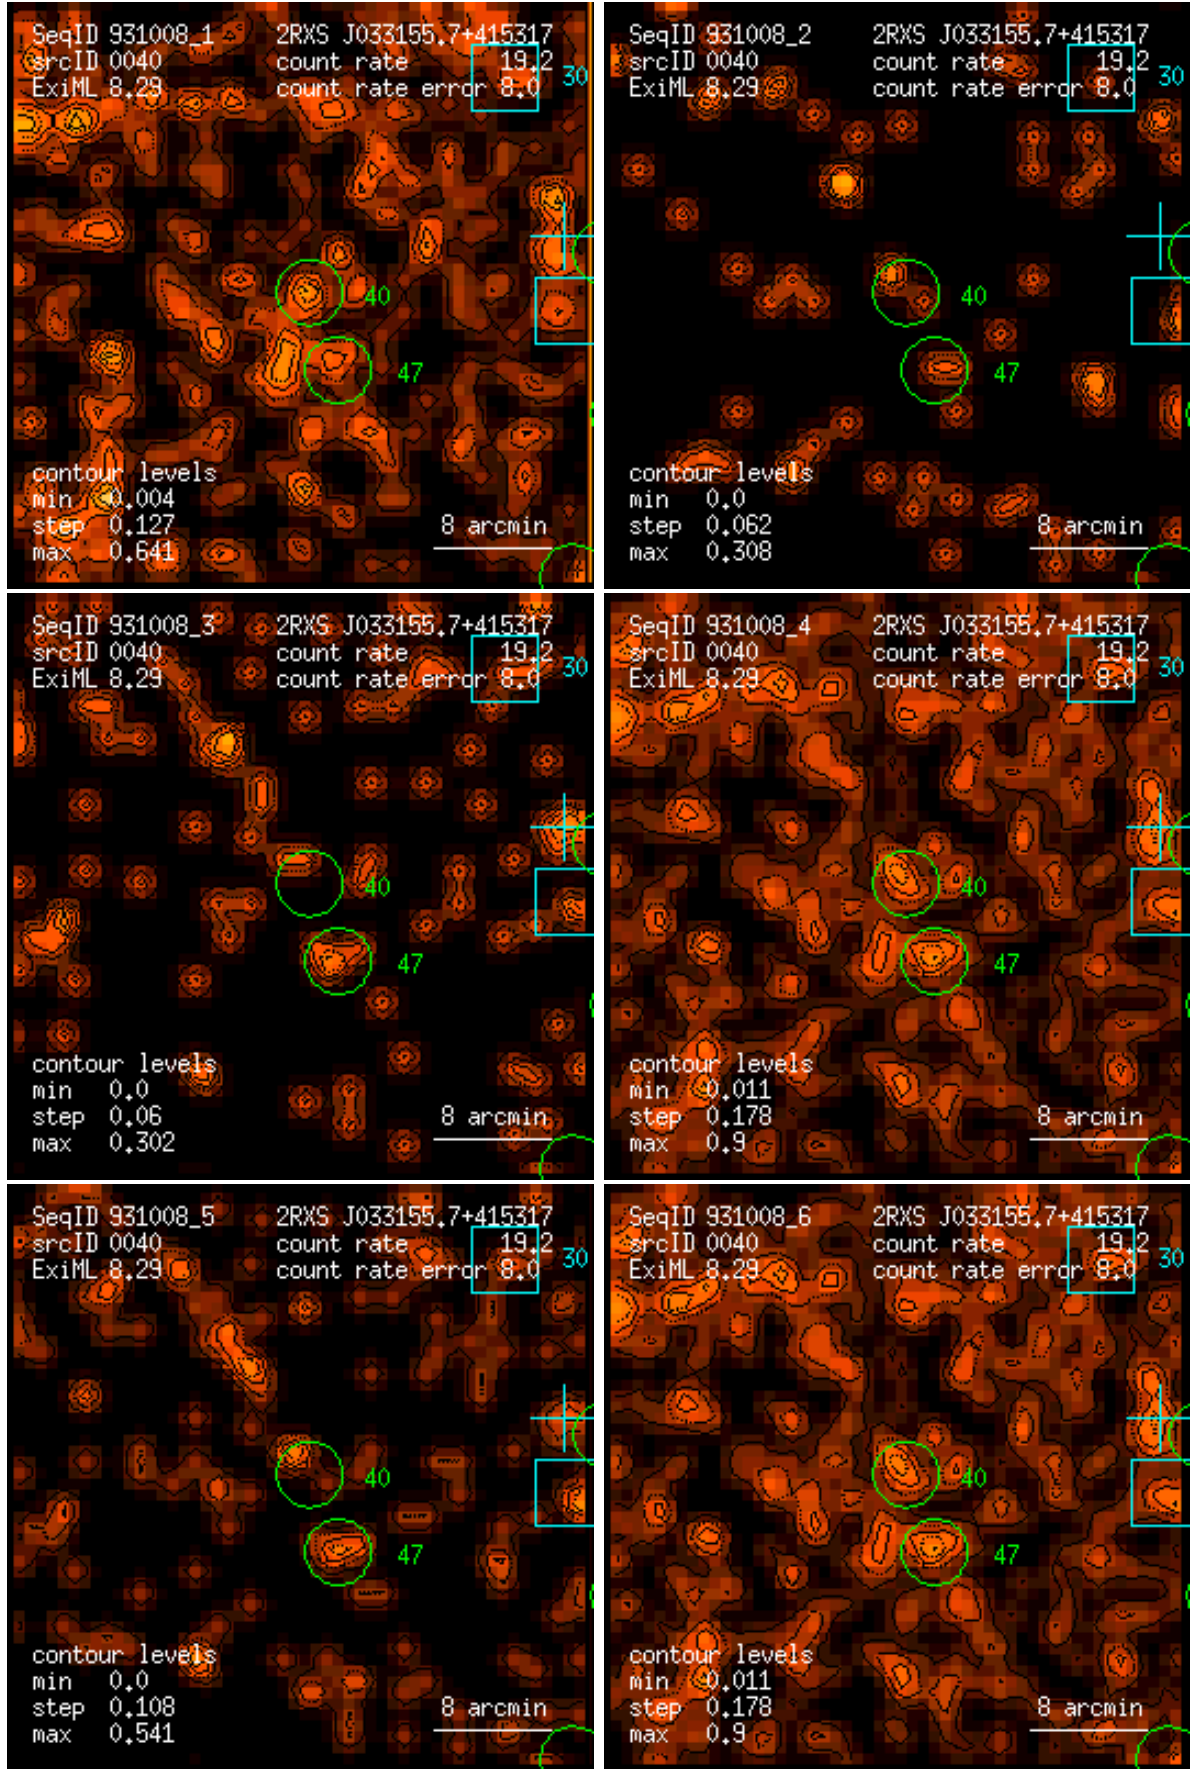 SeqID 931008_1 2RXS J033155.7+415317
srcID 0040 count rate 19.2
ExiML 8.29 count rate error 8.0
30
40
47
contour levels
min 0.004
step 0.127
max 0.641
8 arcmin
SeqID 931008_2 2RXS J033155.7+415317
srcID 0040 count rate 19.2
ExiML 8.29 count rate error 8.0
30
40
47
contour levels
min 0.0
step 0.062
max 0.308
8 arcmin
SeqID 931008_3 2RXS J033155.7+415317
srcID 0040 count rate 19.2
ExiML 8.29 count rate error 8.0
30
40
47
contour levels
min 0.0
step 0.06
max 0.302
8 arcmin
SeqID 931008_4 2RXS J033155.7+415317
srcID 0040 count rate 19.2
ExiML 8.29 count rate error 8.0
30
40
47
contour levels
min 0.011
step 0.178
max 0.9
8 arcmin
SeqID 931008_5 2RXS J033155.7+415317
srcID 0040 count rate 19.2
ExiML 8.29 count rate error 8.0
30
40
47
contour levels
min 0.0
step 0.108
max 0.541
8 arcmin
SeqID 931008_6 2RXS J033155.7+415317
srcID 0040 count rate 19.2
ExiML 8.29 count rate error 8.0
30
40
47
contour levels
min 0.011
step 0.178
max 0.9
8 arcmin